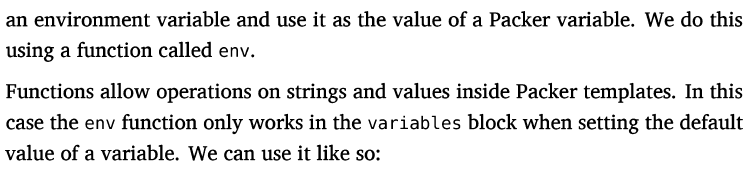 an environment variable and use it as the value of a Packer variable. We do this
using a function called env.
Functions allow operations on strings and values inside Packer templates. In this
case the env function only works in the variables block when setting the default
value of a variable. We can use it like so: